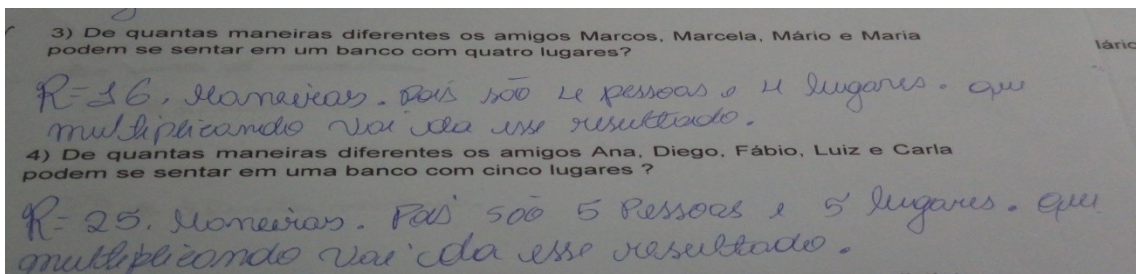 3) De quantas maneiras diferentes os amigos Marcos, Marcela, Mário e Maria
podem se sentar em um banco com quatro lugares?
lário
R=16. Maneiras. Pois são 4 pessoas e 4 lugares. que
multiplicando vai da esse resultado.
4) De quantas maneiras diferentes os amigos Ana, Diego, Fábio, Luiz e Carla
podem se sentar em uma banco com cinco lugares ?
R= 25. Maneiras. Pois são 5 Pessoas e 5 lugares. que
multiplicando vai da esse resultado.